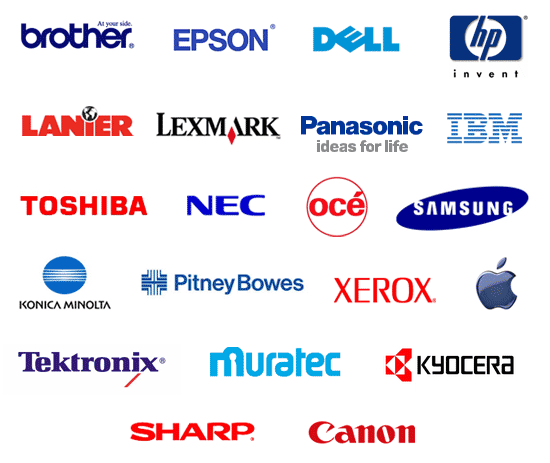 At your side.
brother® EPSON® DELL hp®
invent
LANIER LEXMARK Panasonic IBM
ideas for life
TOSHIBA NEC océ SAMSUNG
KONICA MINOLTA PitneyBowes XEROX®
Tektronix® muratec KYOCERA
SHARP® Canon